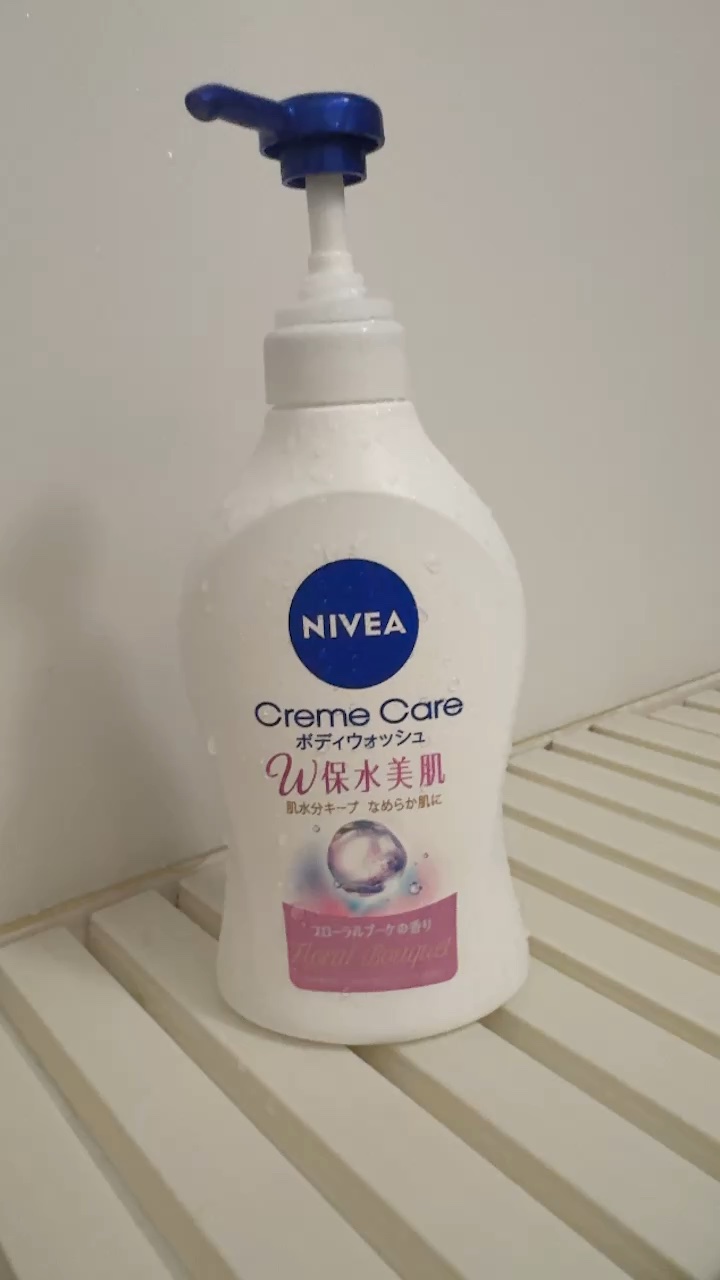 NIVEA
Creme Care
ボディウォッシュ
W保水美肌
肌水分キープ なめらか肌に
フローラルブーケの香り
Floral Bouquet